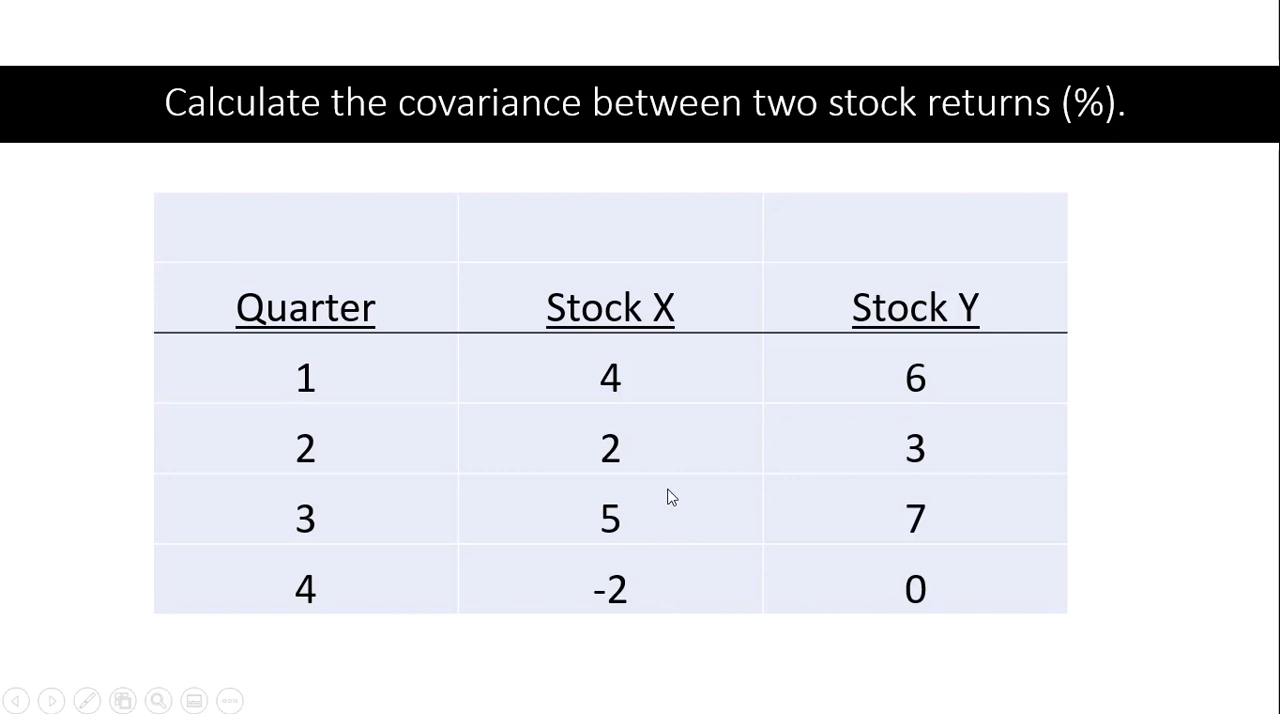 Calculate the covariance between two stock returns (%).
Quarter Stock X Stock Y
1 4 6
2 2 3
3 5 7
4 -2 0